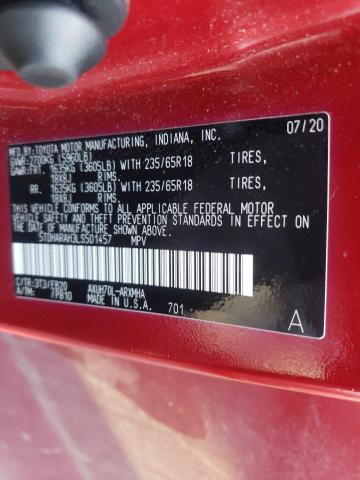 MFD.BY:TOYOTA MOTOR MANUFACTURING, INDIANA, INC. 07/20
GVWR:2700KG (5960LB)
GAWR:FRT. 1635KG (3605LB) WITH 235/65R18 TIRES,
18X8J RIMS.
RR. 1635KG (3605LB) WITH 235/65R18 TIRES,
18X8J RIMS.
THIS VEHICLE CONFORMS TO ALL APPLICABLE FEDERAL MOTOR
VEHICLE SAFETY AND THEFT PREVENTION STANDARDS IN EFFECT ON
THE DATE OF MANUFACTURE SHOWN ABOVE.
5TDHARAH3LS501457 MPV
C/TR:3T3/EB20 AXUH70L-ARXMHA
A/TM: /P810 MADE IN U.S.A. 701
A